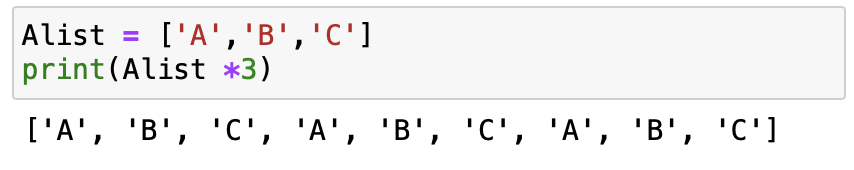 Alist = ['A','B','C']
print(Alist *3)
['A', 'B', 'C', 'A', 'B', 'C', 'A', 'B', 'C']